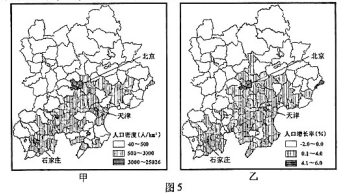 北京
天津
石家庄
人口密度(人/km²)
40~500
500~3000
3000~25026
甲
北京
天津
石家庄
人口增长率(%)
-2.0~0.0
0.1~4.0
4.1~6.0
乙
图5